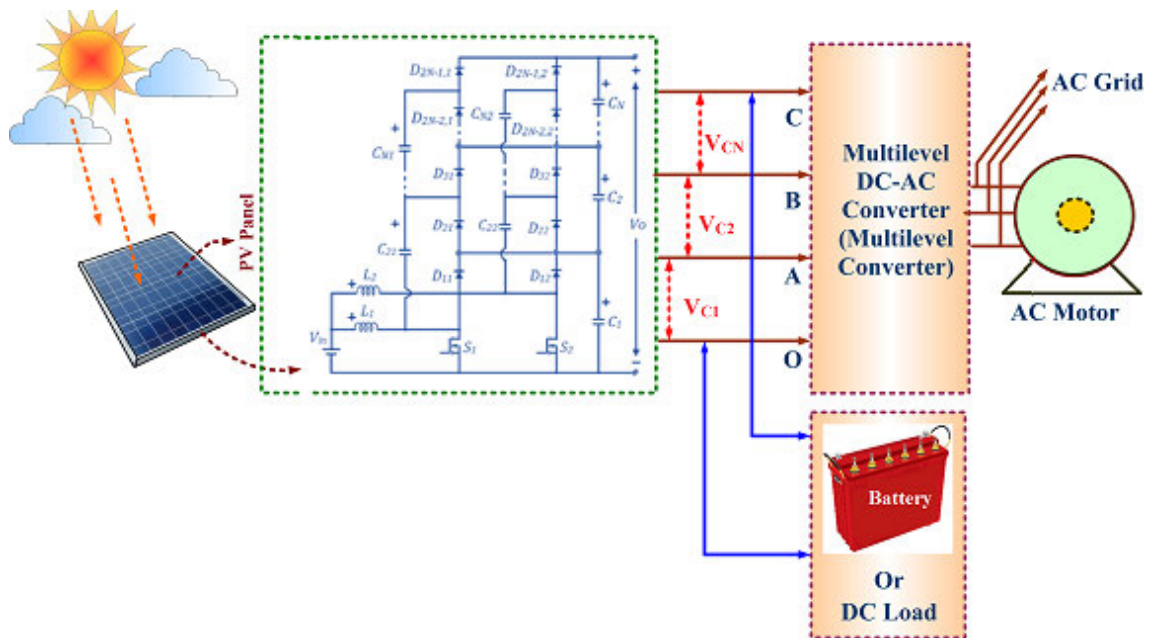 PV Panel
D2N-1,1
D2N-1,2
CN2
CN
D2N-2,1
D2N-2,2
CN1
D31
D32
C2
Vo
D21
C22
D22
C21
L2
D11
D12
L1
C1
Vin
S1
S2
VCN
VC2
VC1
C
B
A
O
Multilevel
DC-AC
Converter
(Multilevel
Converter)
AC Grid
AC Motor
Battery
Or
DC Load